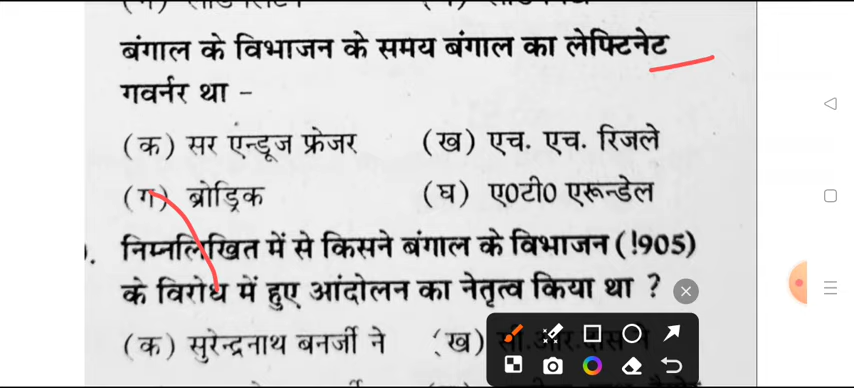 बंगाल के विभाजन के समय बंगाल का लेफ्टिनेट
गवर्नर था -
(क) सर एन्डूज फ्रेजर (ख) एच. एच. रिजले
(ग) ब्रोड्रिक (घ) ए0टी0 एरून्डेल
. निम्नलिखित में से किसने बंगाल के विभाजन (!905)
के विरोध में हुए आंदोलन का नेतृत्व किया था ?
(क) सुरेन्द्रनाथ बनर्जी ने (ख)